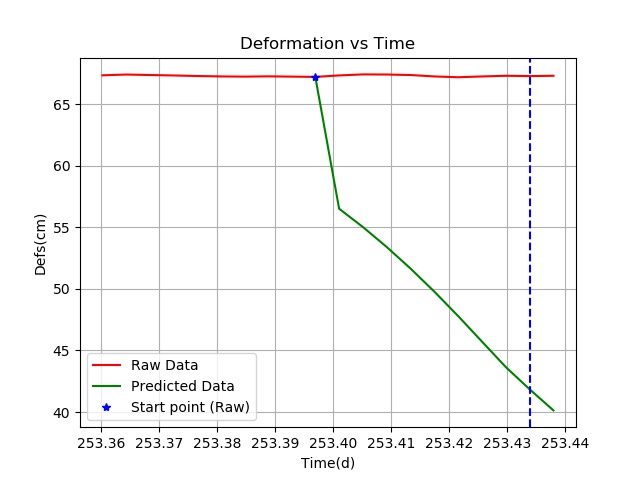 Deformation vs Time
Defs(cm)
65
60
55
50
45
40
Raw Data
Predicted Data
Start point (Raw)
253.36 253.37 253.38 253.39 253.40 253.41 253.42 253.43 253.44
Time(d)